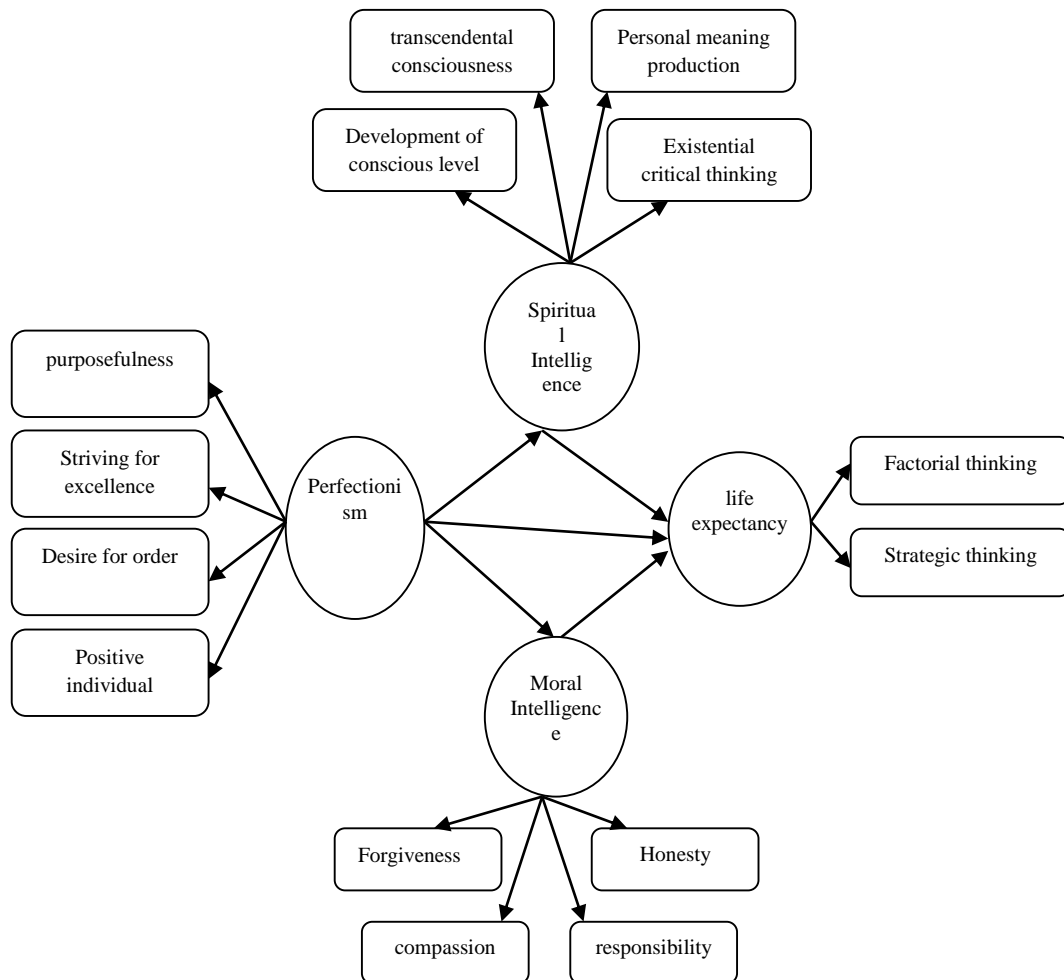 transcendental
consciousness
Personal meaning
production
Development of
conscious level
Existential
critical thinking
Spiritua
l
Intellig
ence
purposefulness
Striving for
excellence
Desire for order
Positive
individual
Perfectioni
sm
life
expectancy
Factorial thinking
Strategic thinking
Moral
Intelligenc
e
Forgiveness
Honesty
compassion
responsibility